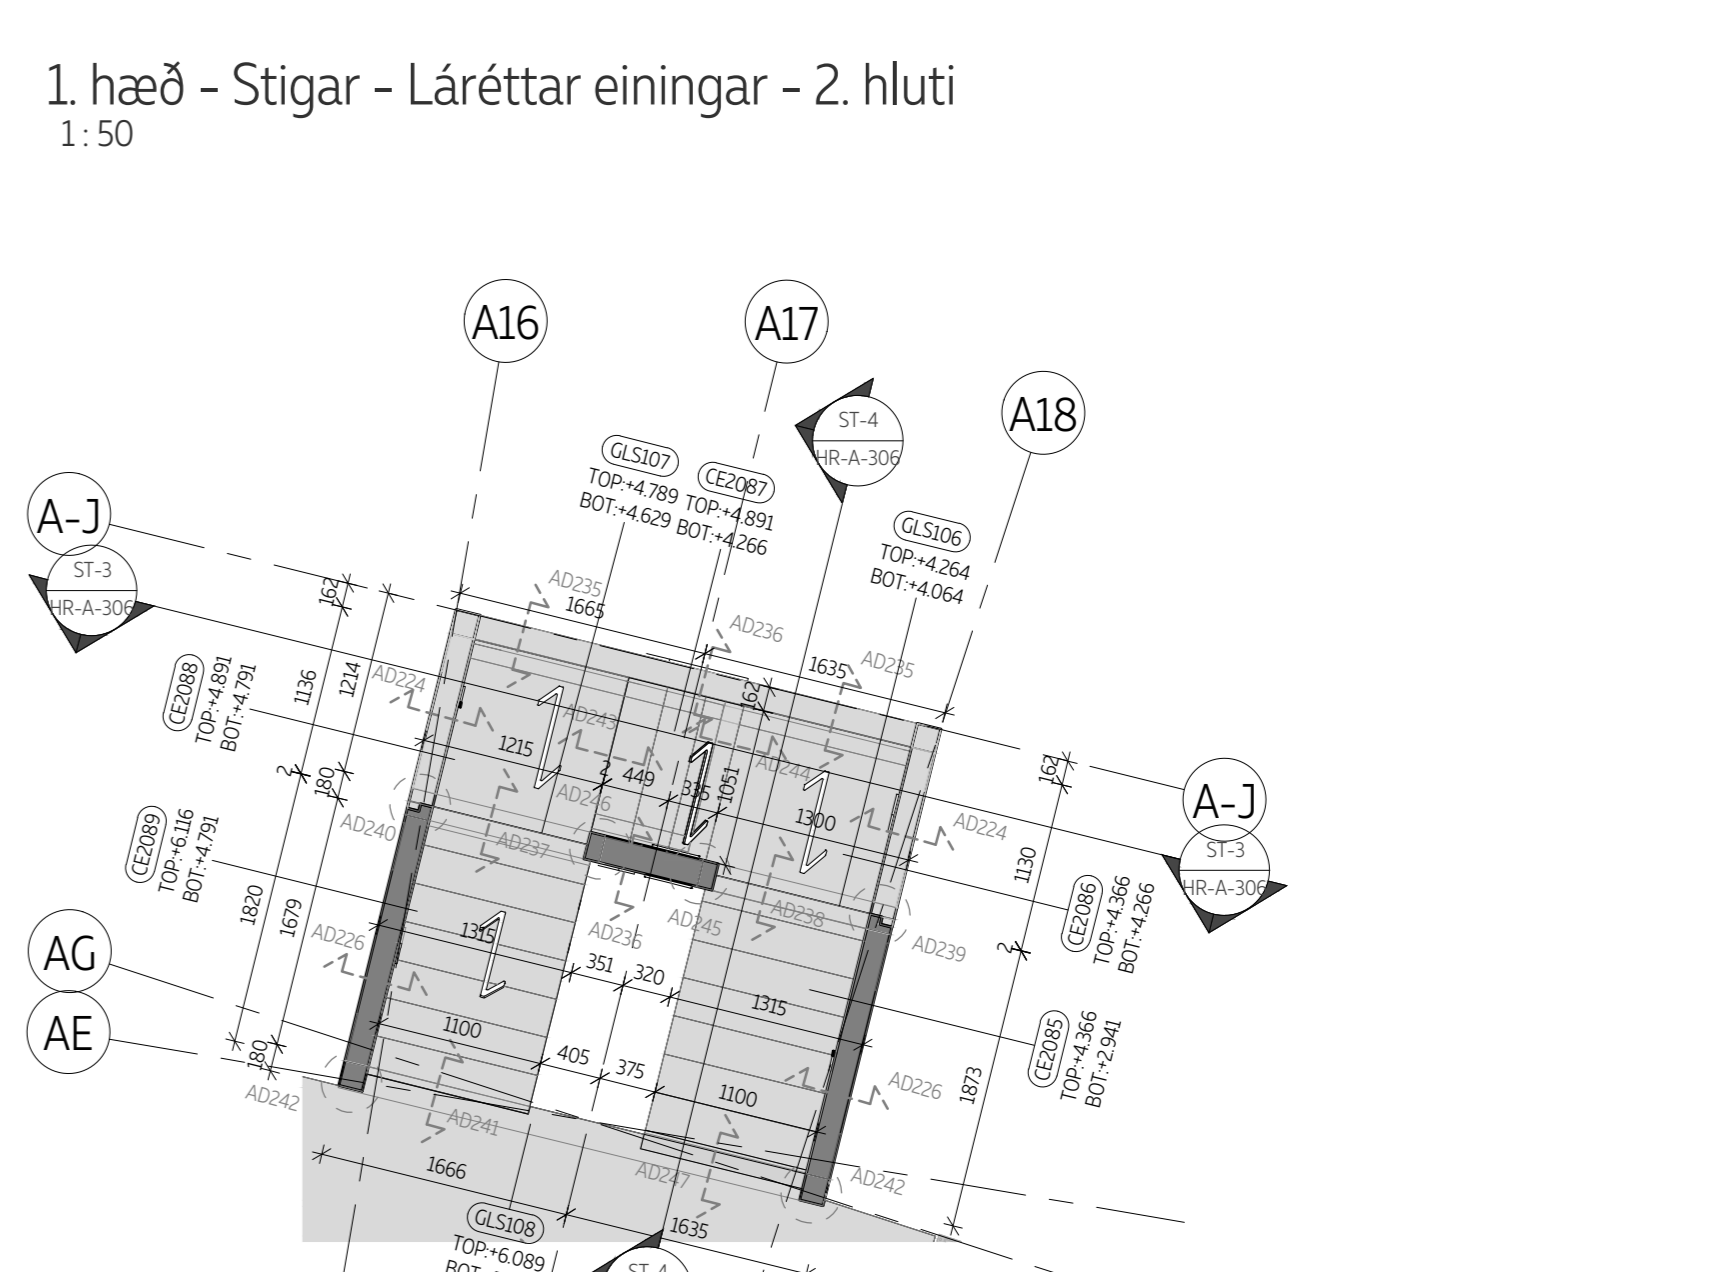 1. hæð - Stigar - Láréttar einingar - 2. hluti
1 : 50
A16
A17
A18
ST-4
HR-A-306
GLS107
TOP:+4.789
BOT:+4.629
CE2087
TOP:+4.891
BOT:+4.266
GLS106
TOP:+4.264
BOT:+4.064
A-J
ST-3
HR-A-306
162
1665
AD235
AD236
1635
AD235
CE2088
TOP:+4.891
BOT:+4.791
1136
1214
AD224
AD243
162
1215
2
449
335
1051
AD244
1300
AD224
162
A-J
ST-3
HR-A-306
2
180
AD246
AD240
AD237
CE2089
TOP:+6.116
BOT:+4.791
1130
CE2086
TOP:+4.366
BOT:+4.266
1820
1679
AD226
1315
AD236
AD245
AD238
AD239
2
351
320
1315
AG
AE
1100
405
375
1100
CE2085
TOP:+4.366
BOT:+2.941
180
AD242
AD241
AD226
1873
1666
AD247
AD242
GLS108
TOP:+6.089
1635